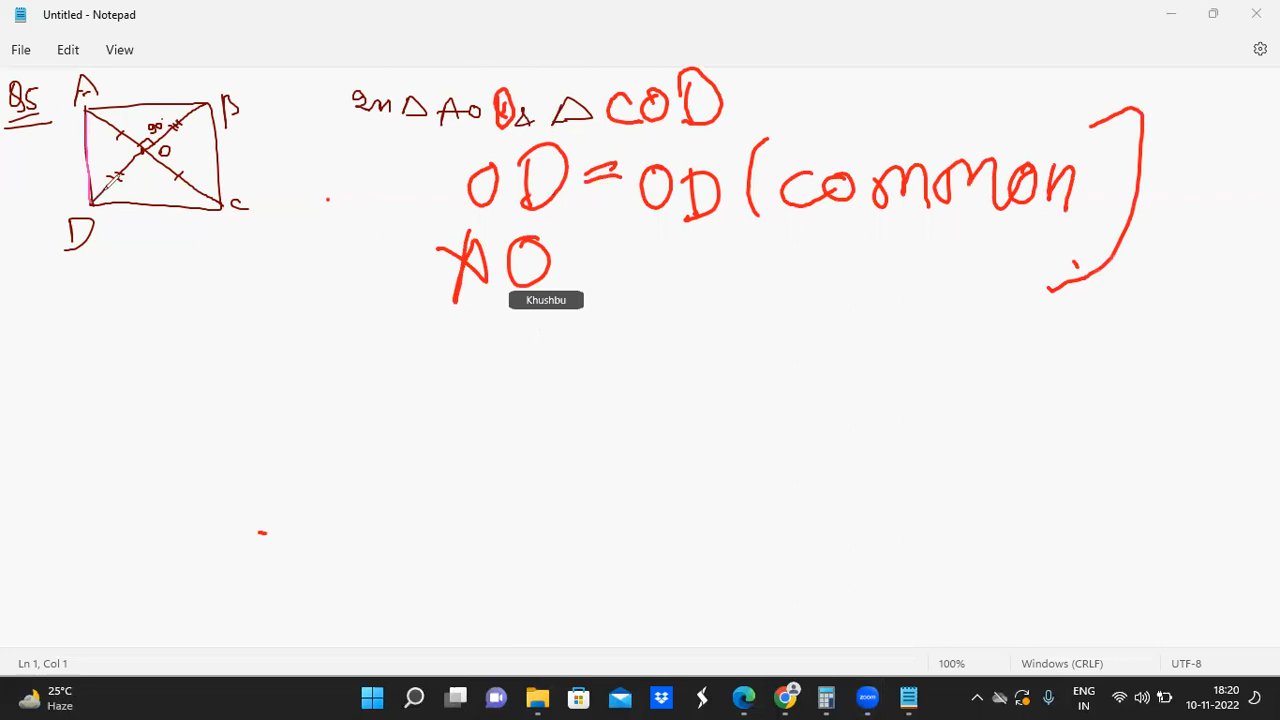 Untitled - Notepad
File Edit View
Q5
A
B
90°
O
D
C
In △ AOD & △ COD
OD = OD (common)
AO
Khushbu
Ln 1, Col 1
100%
Windows (CRLF)
UTF-8
25°C
Haze
ENG
IN
18:20
10-11-2022